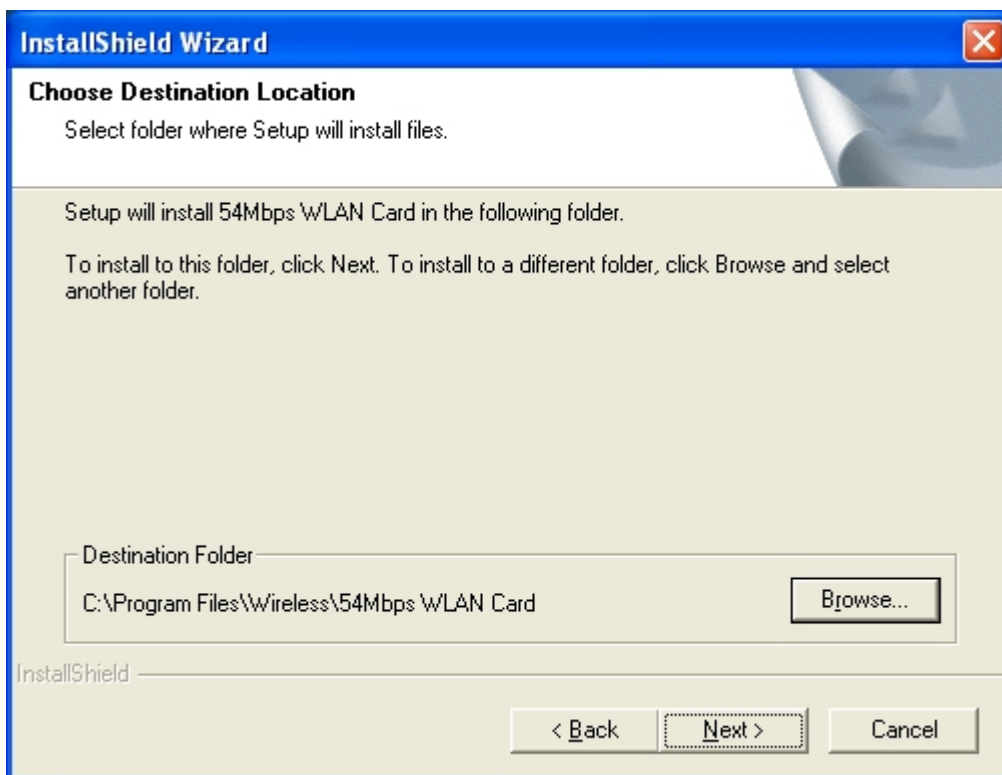 InstallShield Wizard
Choose Destination Location
Select folder where Setup will install files.
Setup will install 54Mbps WLAN Card in the following folder.
To install to this folder, click Next. To install to a different folder, click Browse and select
another folder.
Destination Folder
C:\Program Files\Wireless\54Mbps WLAN Card
Browse...
InstallShield
< Back
Next >
Cancel